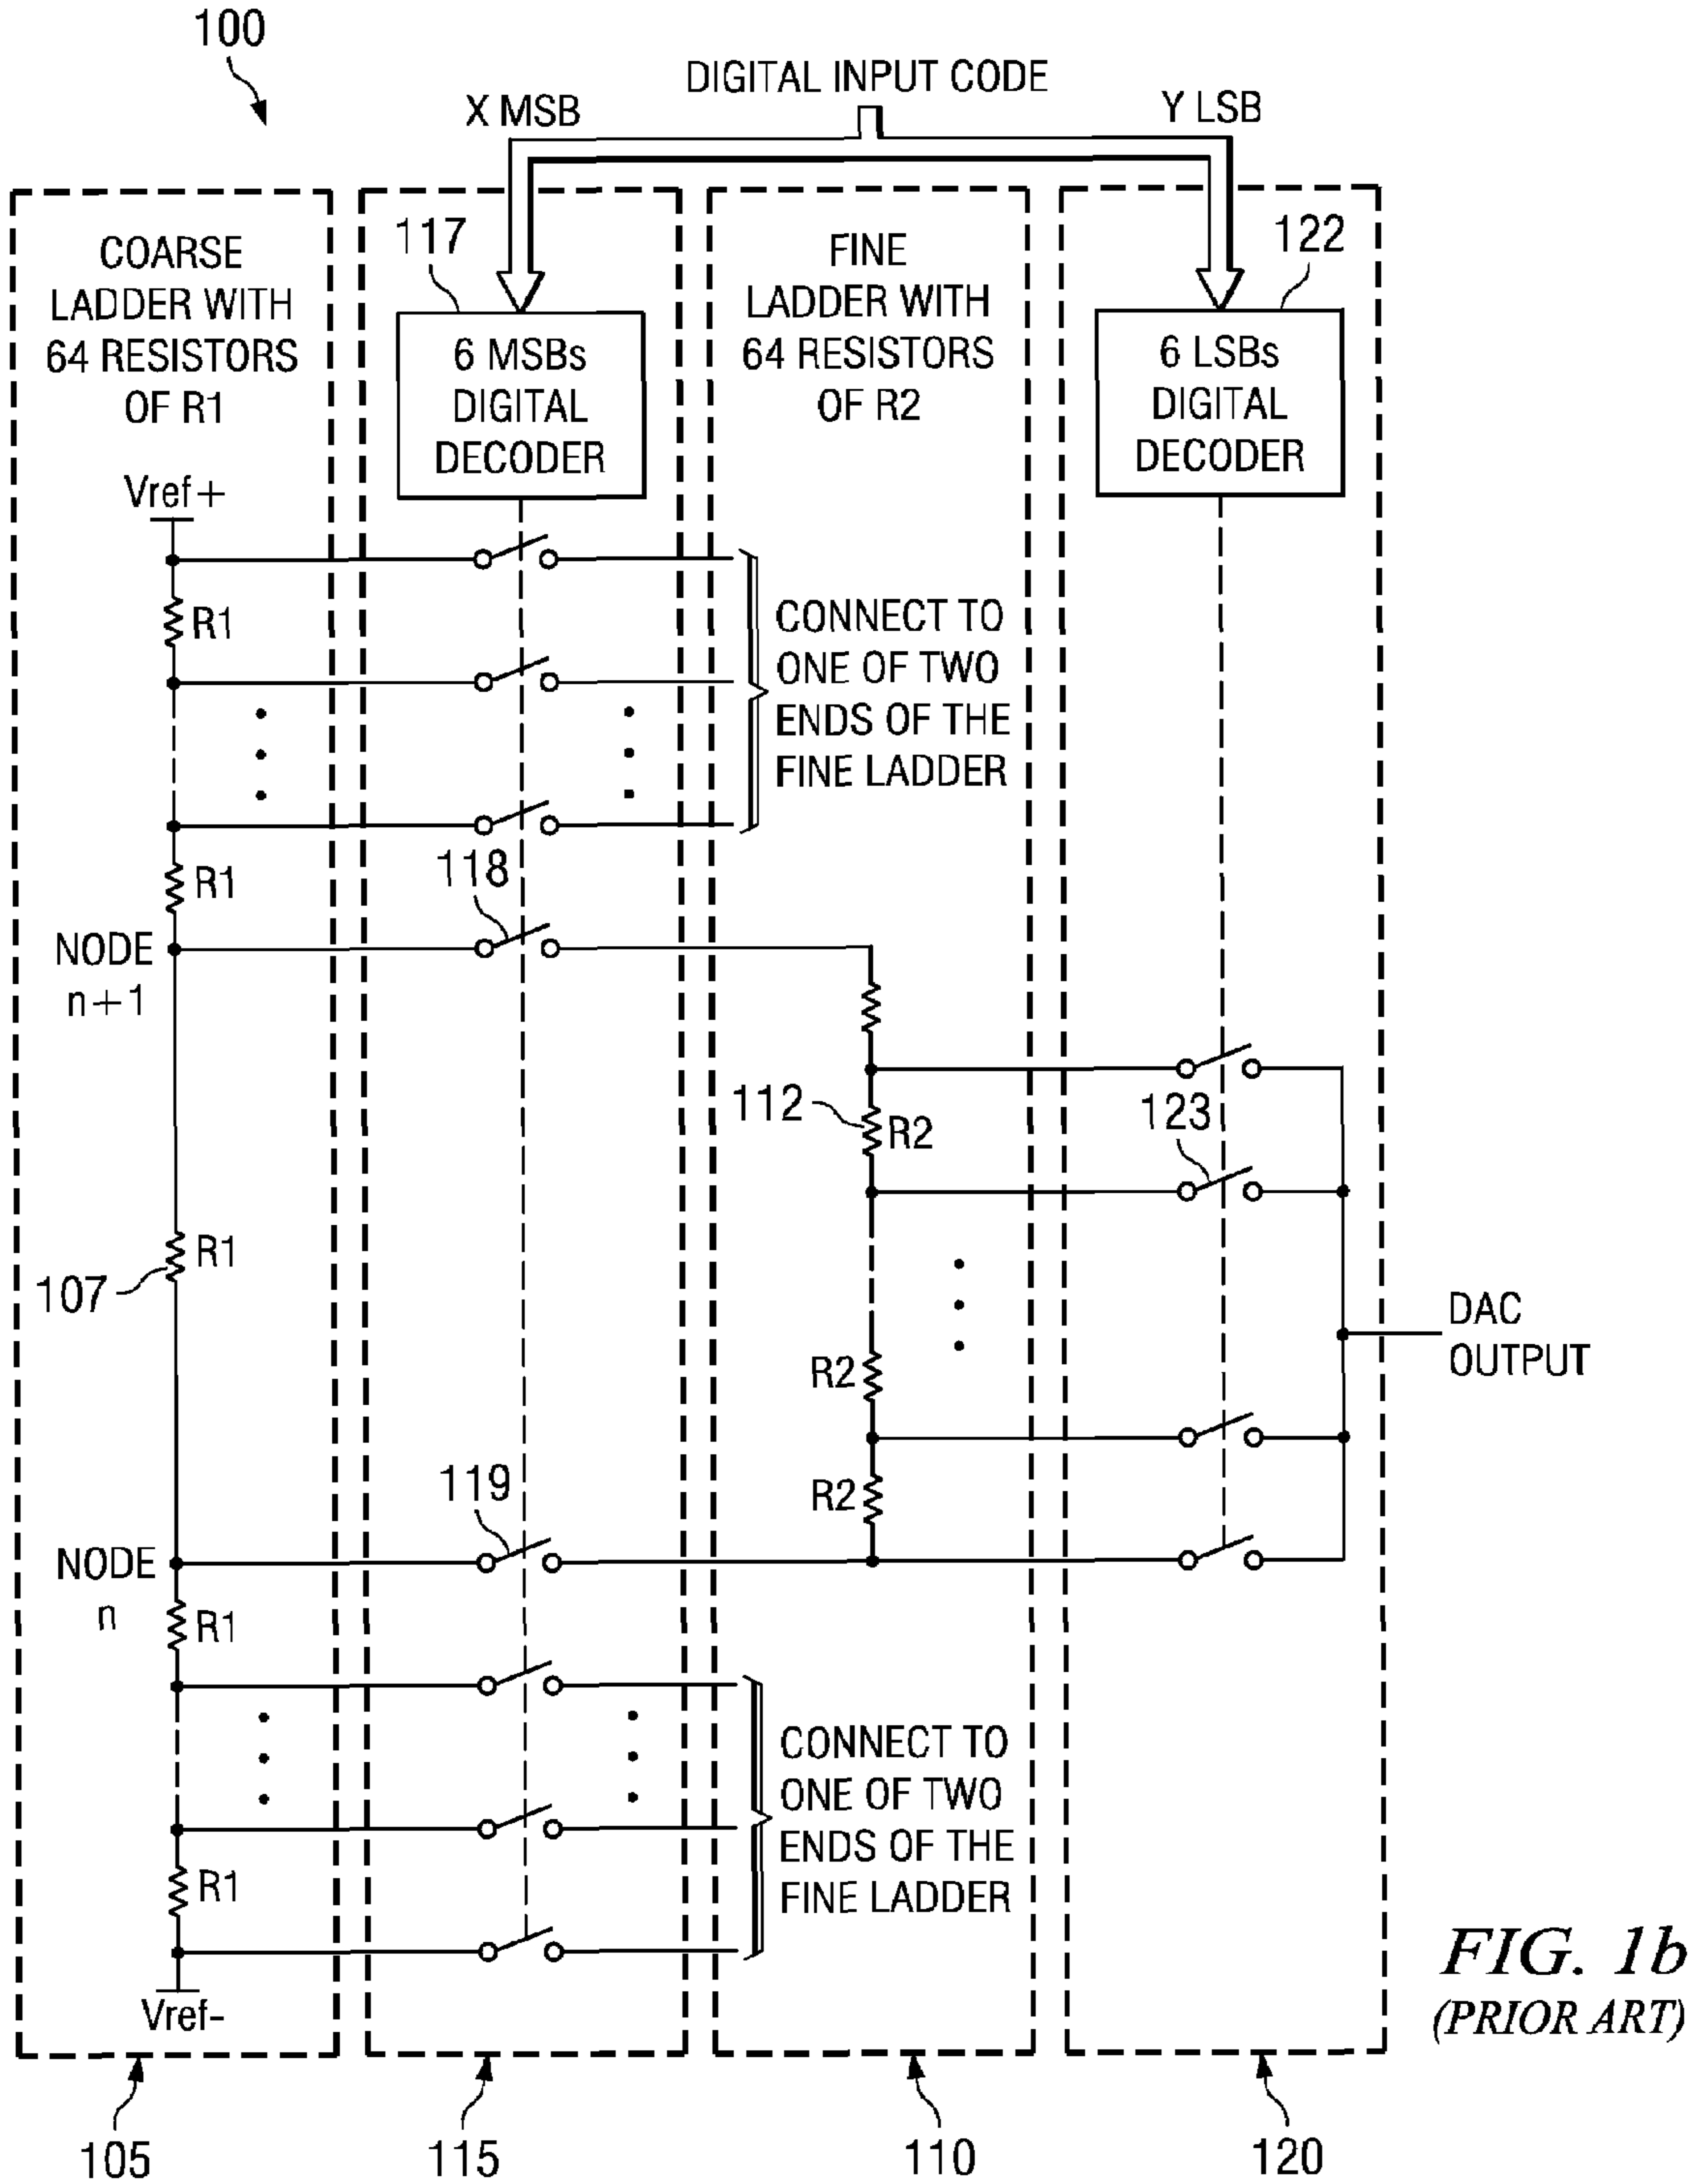 100
DIGITAL INPUT CODE
X MSB
Y LSB
COARSE
LADDER WITH
64 RESISTORS
OF R1
117
6 MSBs
DIGITAL
DECODER
FINE
LADDER WITH
64 RESISTORS
OF R2
122
6 LSBs
DIGITAL
DECODER
Vref+
R1
CONNECT TO
ONE OF TWO
ENDS OF THE
FINE LADDER
R1
118
NODE
n+1
112
R2
123
R1
107
R2
DAC
OUTPUT
R2
119
NODE
n
R1
CONNECT TO
ONE OF TWO
ENDS OF THE
FINE LADDER
R1
Vref-
FIG. 1b
(PRIOR ART)
105
115
110
120